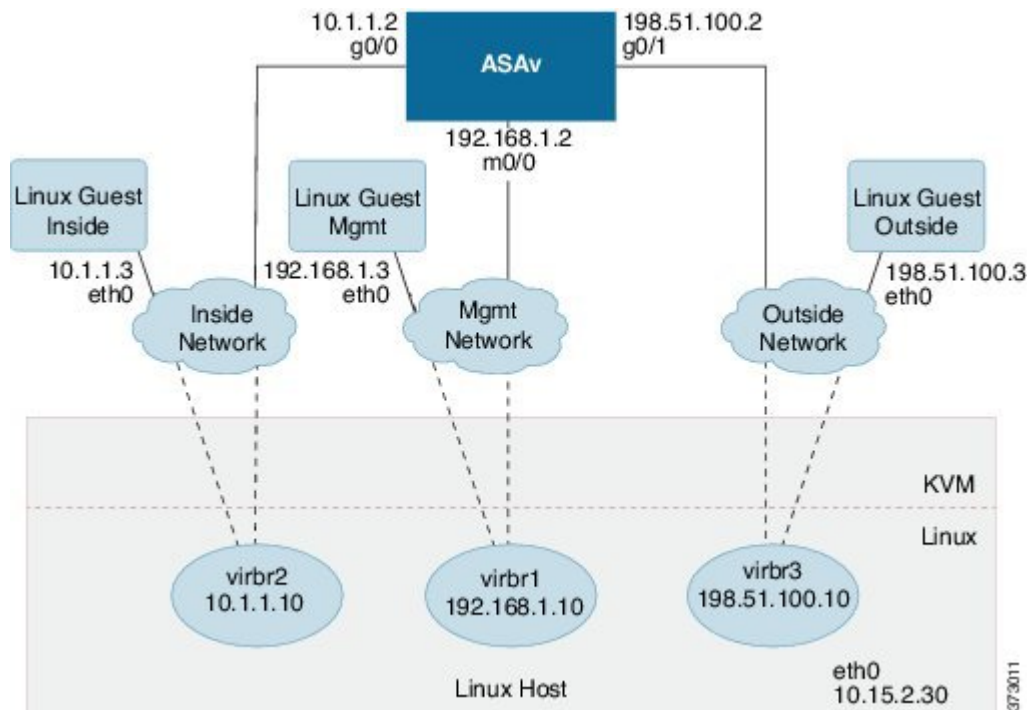 10.1.1.2
g0/0
ASAv
198.51.100.2
g0/1
192.168.1.2
m0/0
Linux Guest
Inside
Linux Guest
Mgmt
Linux Guest
Outside
10.1.1.3
eth0
192.168.1.3
eth0
198.51.100.3
eth0
Inside
Network
Mgmt
Network
Outside
Network
KVM
Linux
virbr2
10.1.1.10
virbr1
192.168.1.10
virbr3
198.51.100.10
Linux Host
eth0
10.15.2.30
373011